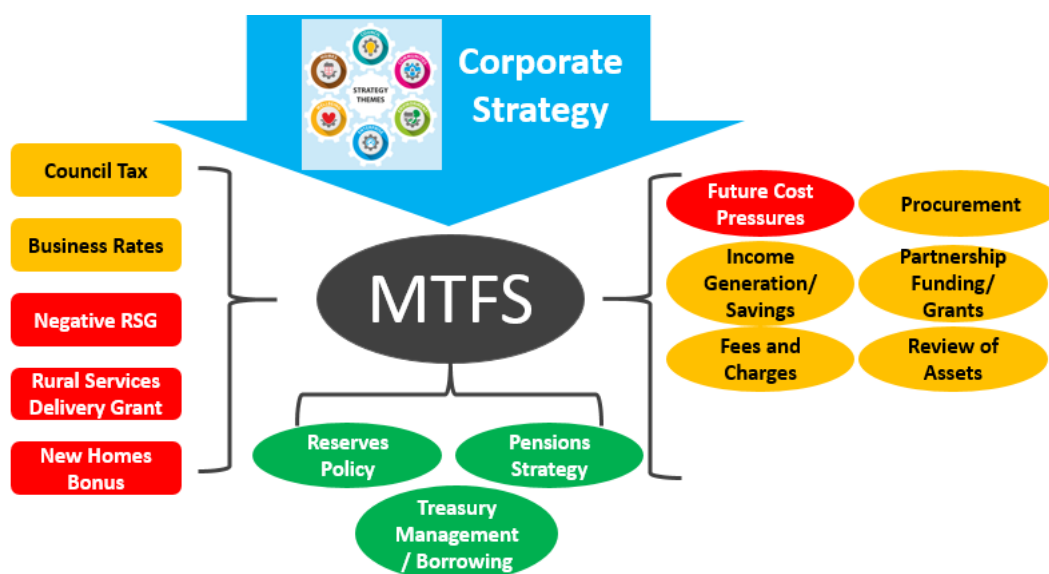 Corporate
Strategy
STRATEGY
THEMES
Council Tax
Business Rates
Negative RSG
Rural Services
Delivery Grant
New Homes
Bonus
MTFS
Reserves
Policy
Pensions
Strategy
Treasury
Management
/ Borrowing
Future Cost
Pressures
Procurement
Income
Generation/
Savings
Partnership
Funding/
Grants
Fees and
Charges
Review of
Assets